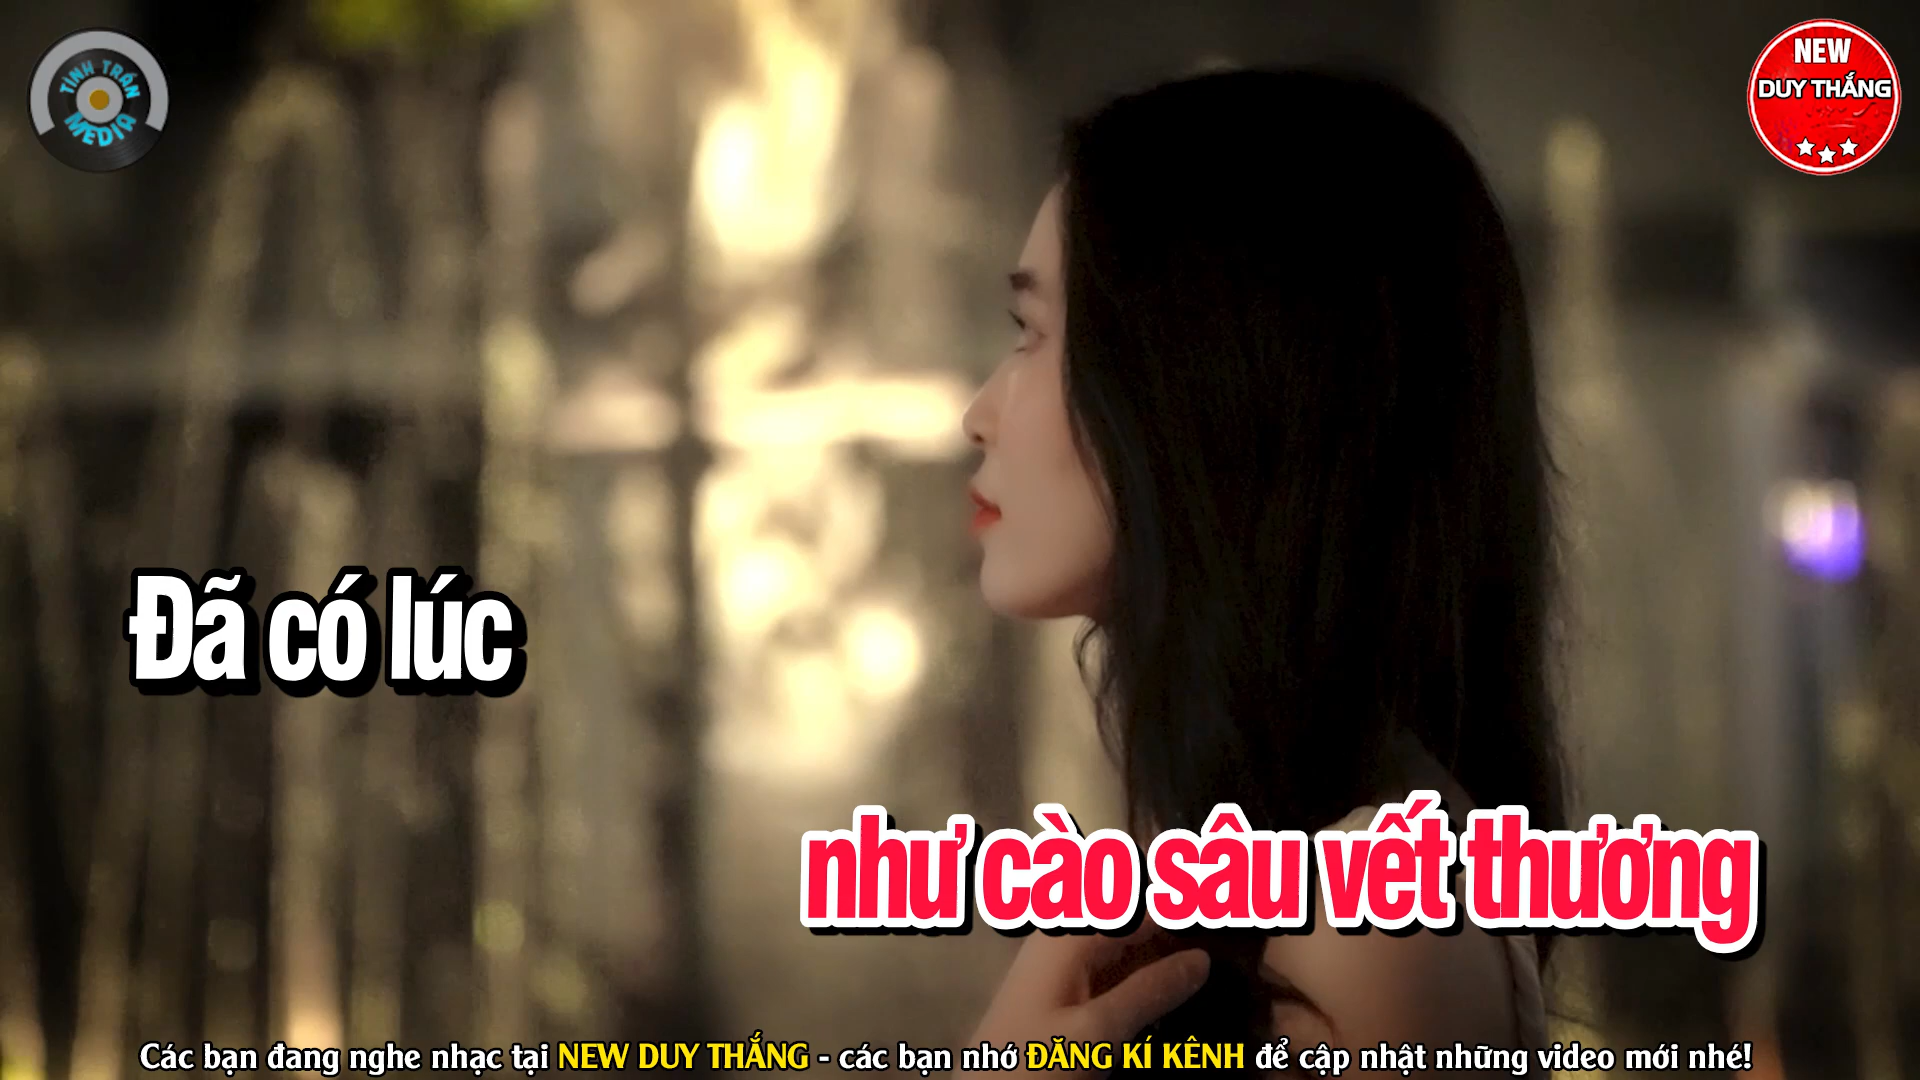 TÌNH TRẦN
MEDIA
NEW
DUY THẮNG
Đã có lúc
như cào sâu vết thương
Các bạn đang nghe nhạc tại NEW DUY THẮNG - các bạn nhớ ĐĂNG KÍ KÊNH để cập nhật những video mới nhé!